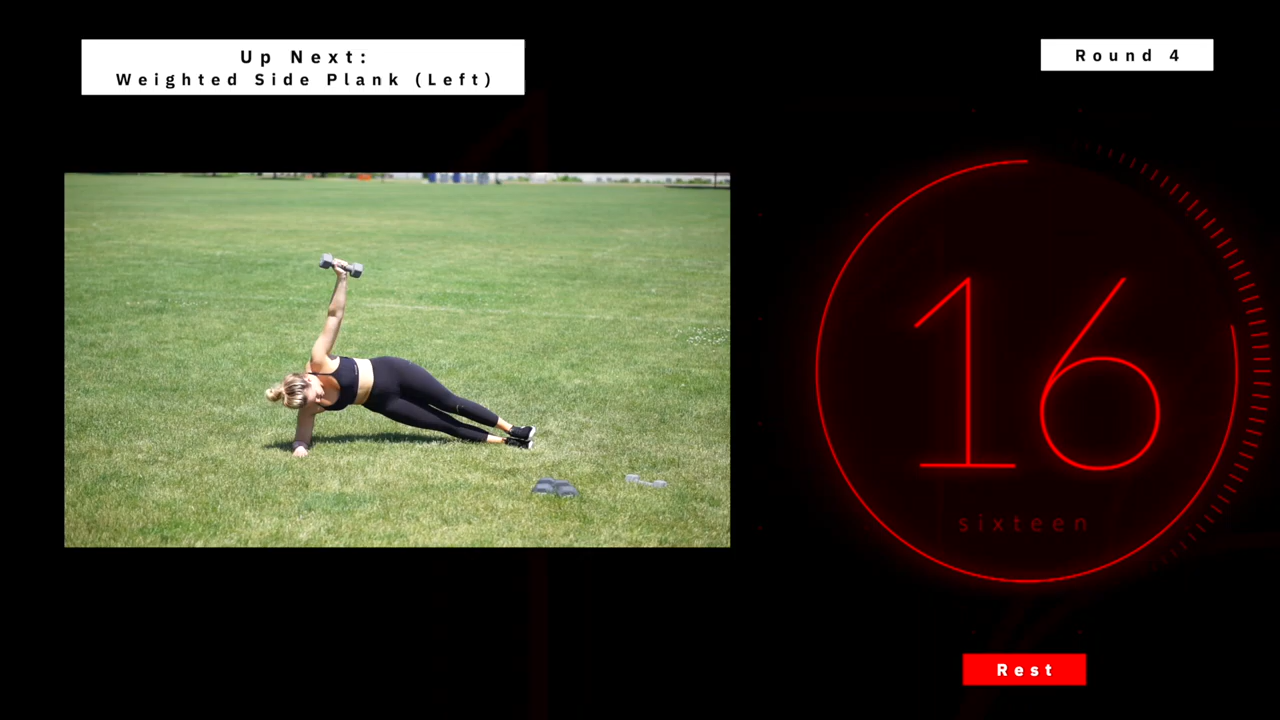 Up Next:
Weighted Side Plank (Left)
Round 4
16
sixteen
Rest